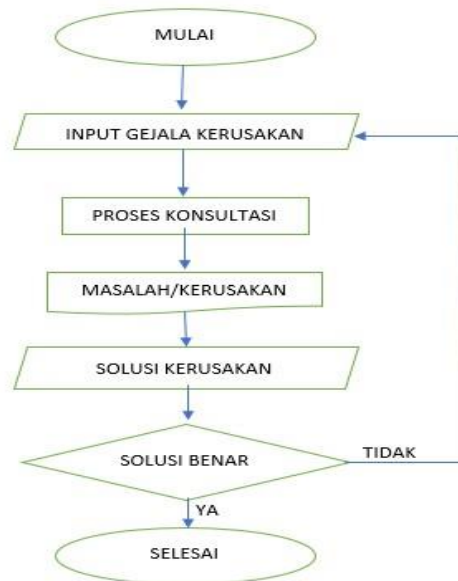 MULAI
INPUT GEJALA KERUSAKAN
PROSES KONSULTASI
MASALAH/KERUSAKAN
SOLUSI KERUSAKAN
SOLUSI BENAR
TIDAK
YA
SELESAI